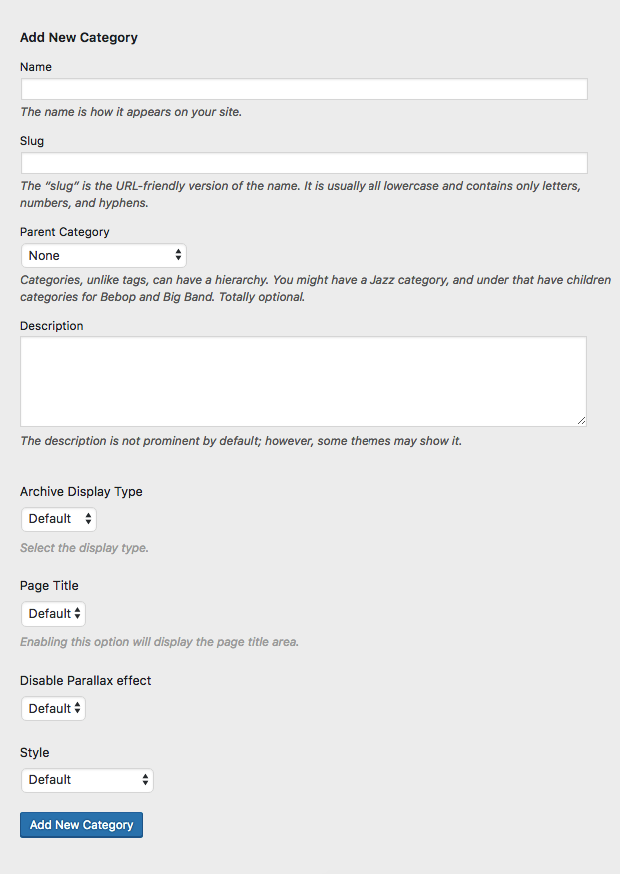 Add New Category
Name
The name is how it appears on your site.
Slug
The “slug” is the URL-friendly version of the name. It is usually all lowercase and contains only letters,
numbers, and hyphens.
Parent Category
None
Categories, unlike tags, can have a hierarchy. You might have a Jazz category, and under that have children
categories for Bebop and Big Band. Totally optional.
Description
The description is not prominent by default; however, some themes may show it.
Archive Display Type
Default
Select the display type.
Page Title
Default
Enabling this option will display the page title area.
Disable Parallax effect
Default
Style
Default
Add New Category